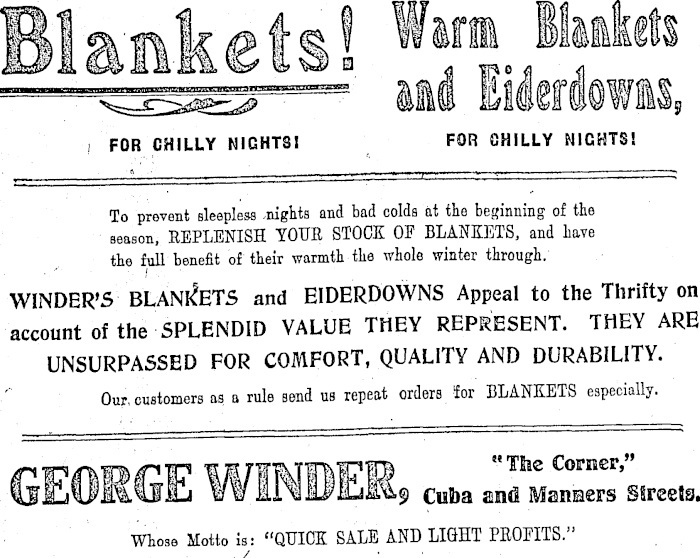 Blankets!
FOR CHILLY NIGHTS!
Warm Blankets
and Eiderdowns,
FOR CHILLY NIGHTS!
To prevent sleepless nights and bad colds at the beginning of the
season, REPLENISH YOUR STOCK OF BLANKETS, and have
the full benefit of their warmth the whole winter through.
WINDER'S BLANKETS and EIDERDOWNS Appeal to the Thrifty on
account of the SPLENDID VALUE THEY REPRESENT. THEY ARE
UNSURPASSED FOR COMFORT, QUALITY AND DURABILITY.
Our customers as a rule send us repeat orders for BLANKETS especially.
GEORGE WINDER,
"The Corner,"
Cuba and Manners Streets.
Whose Motto is: "QUICK SALE AND LIGHT PROFITS."